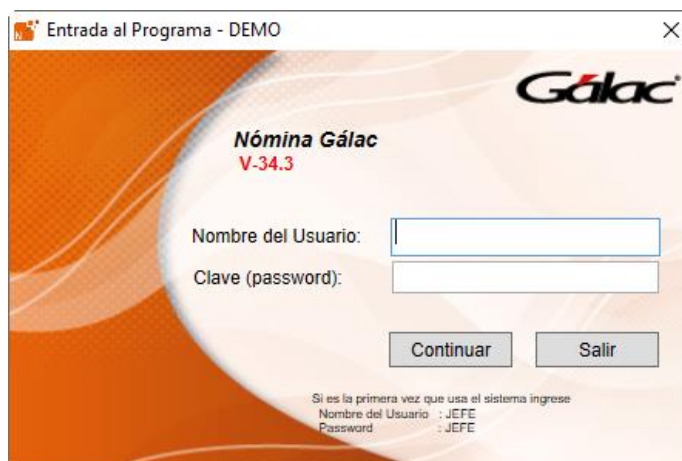 Entrada al Programa - DEMO
Gálac
Nómina Gálac
V-34.3
Nombre del Usuario:
Clave (password):
Continuar Salir
Si es la primera vez que usa el sistema ingrese
Nombre del Usuario : JEFE
Password : JEFE